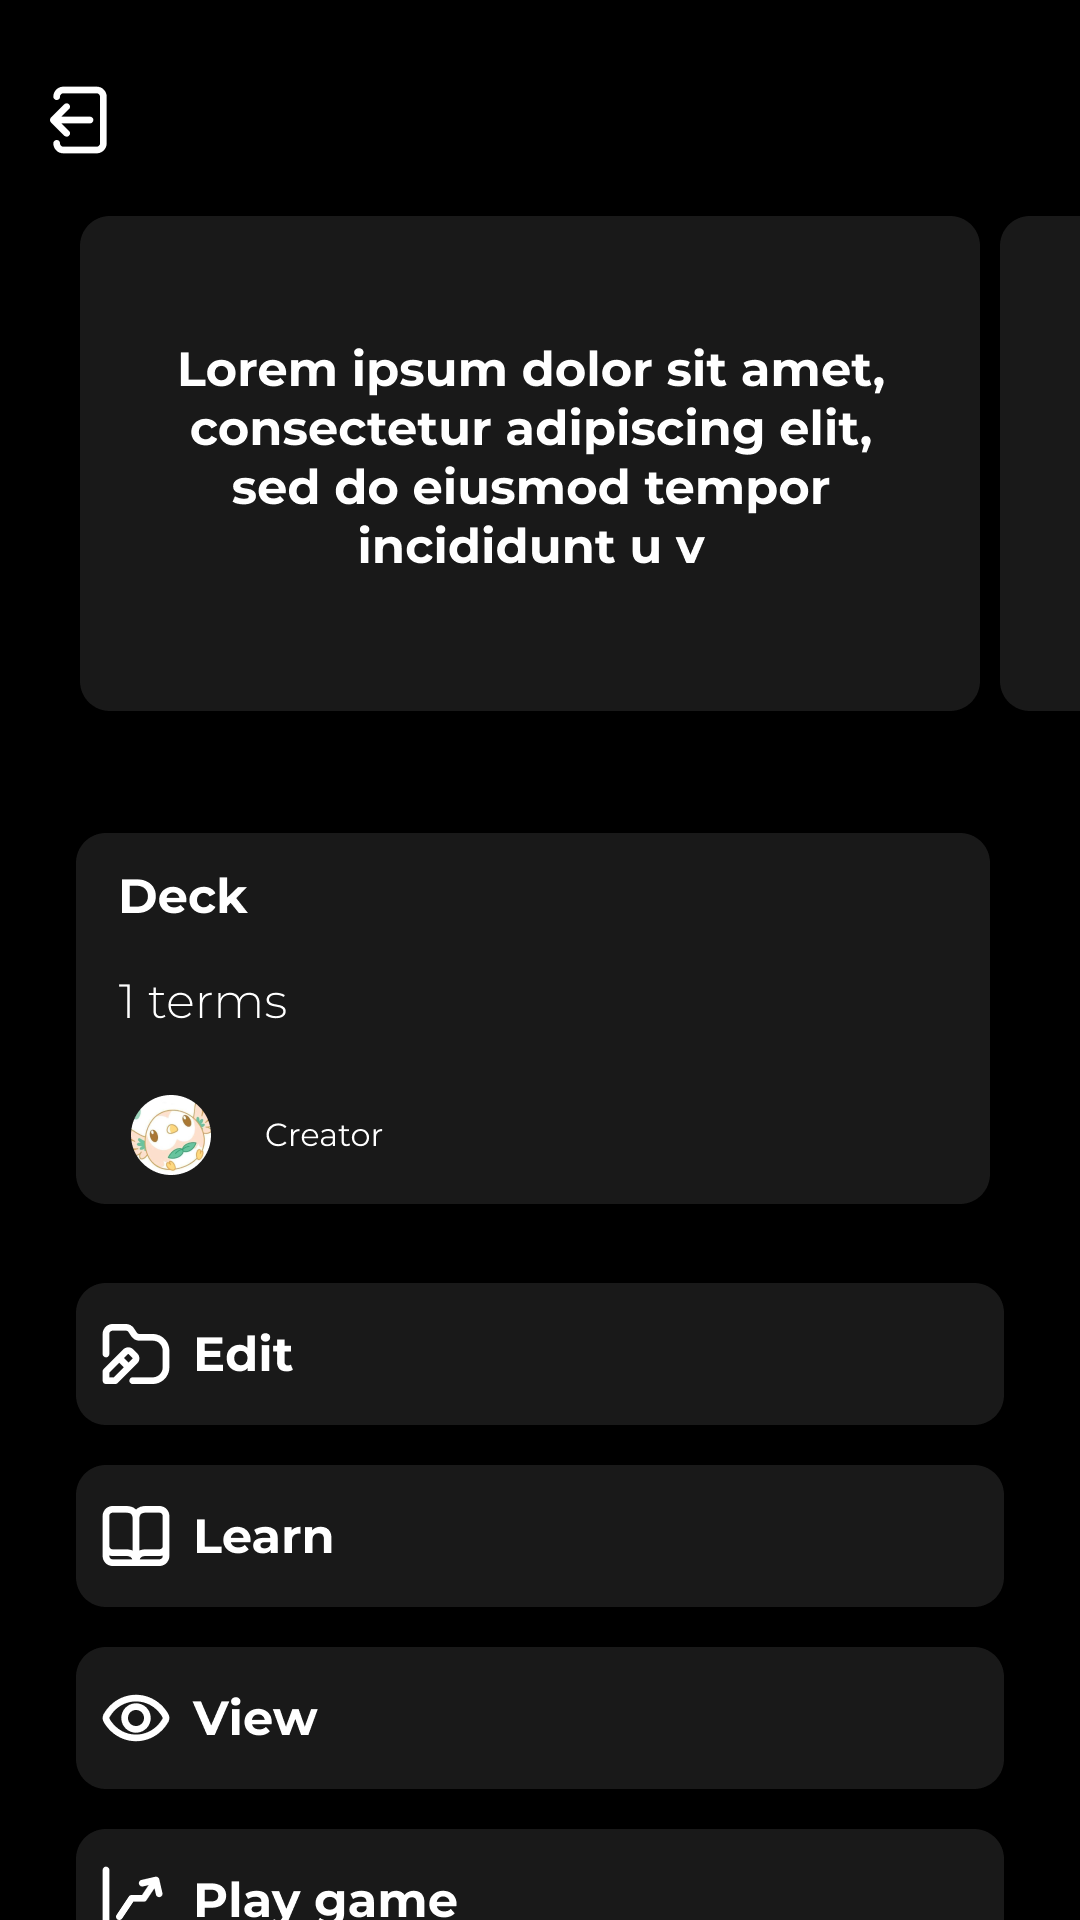 Lorem ipsum dolor sit amet,
consectetur adipiscing elit,
sed do eiusmod tempor
incididunt u v
Deck
1 terms
Creator
Edit
Learn
View
Play game